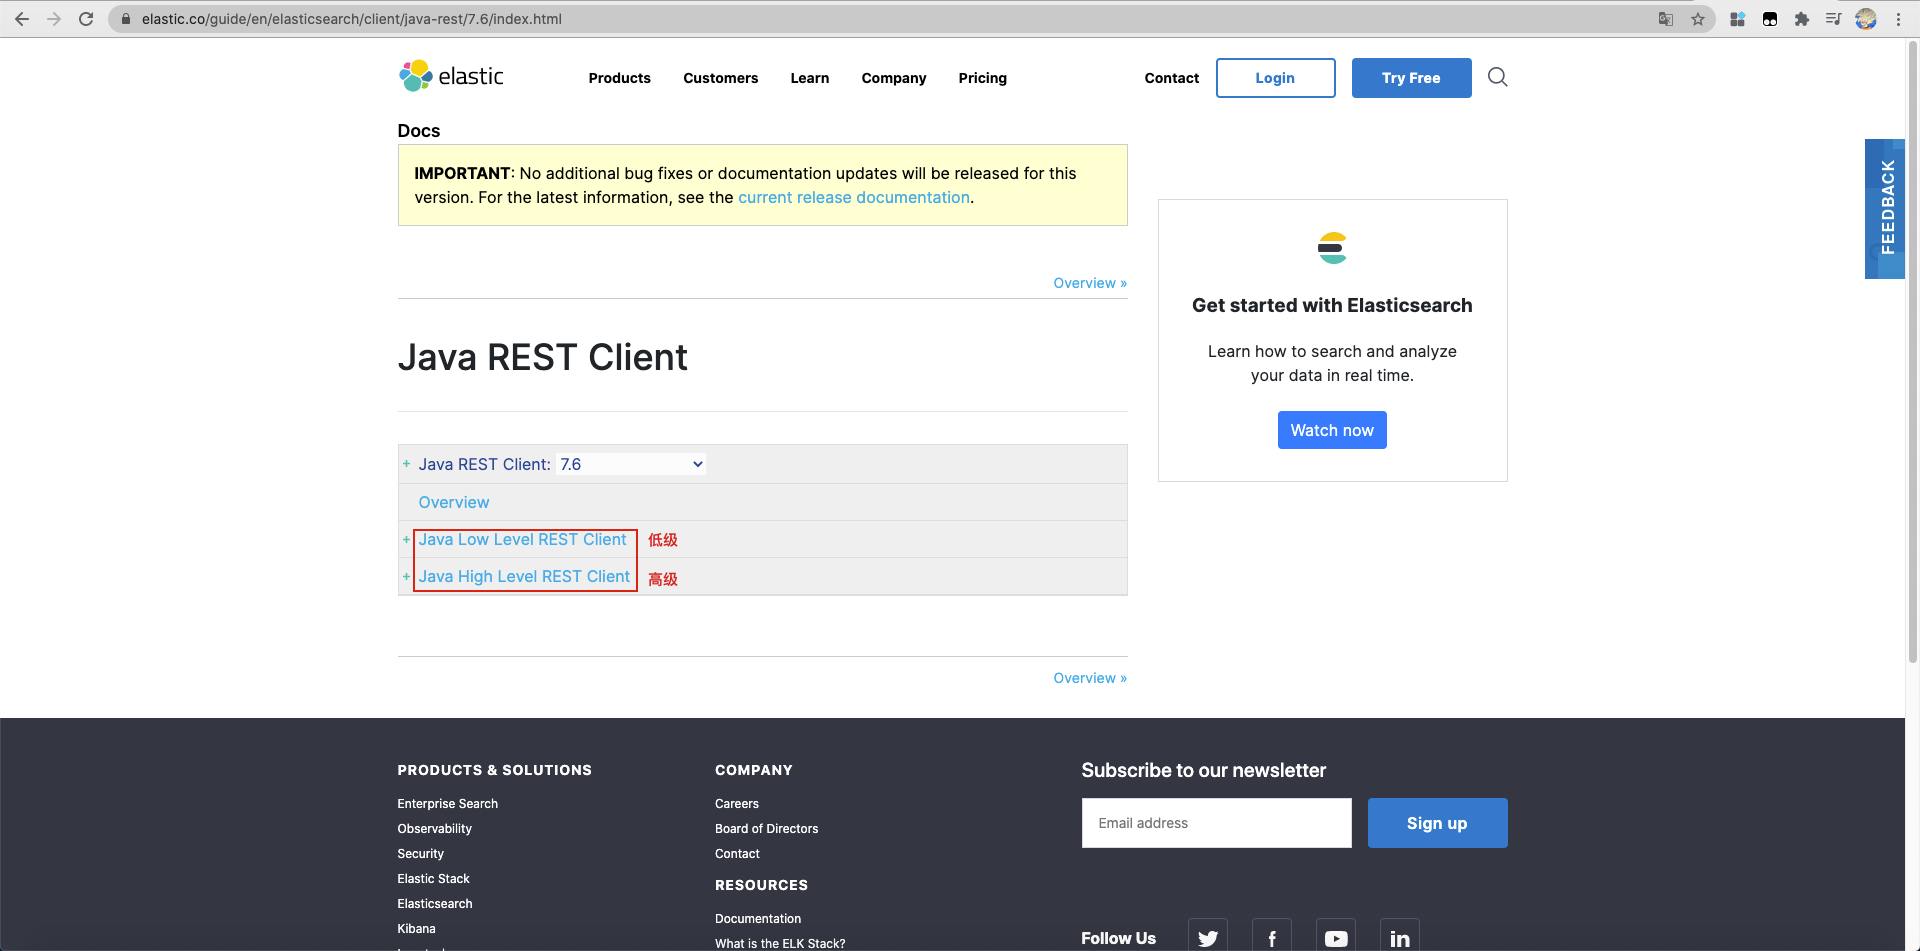 elastic.co/guide/en/elasticsearch/client/java-rest/7.6/index.html
elastic
Products
Customers
Learn
Company
Pricing
Contact
Login
Try Free
Docs
IMPORTANT: No additional bug fixes or documentation updates will be released for this
version. For the latest information, see the current release documentation.
Overview »
Java REST Client
+ Java REST Client: 7.6
Overview
+ Java Low Level REST Client 低级
+ Java High Level REST Client 高级
Overview »
Get started with Elasticsearch
Learn how to search and analyze
your data in real time.
Watch now
FEEDBACK
PRODUCTS & SOLUTIONS
Enterprise Search
Observability
Security
Elastic Stack
Elasticsearch
Kibana
COMPANY
Careers
Board of Directors
Contact
RESOURCES
Documentation
What is the ELK Stack?
Subscribe to our newsletter
Email address
Sign up
Follow Us